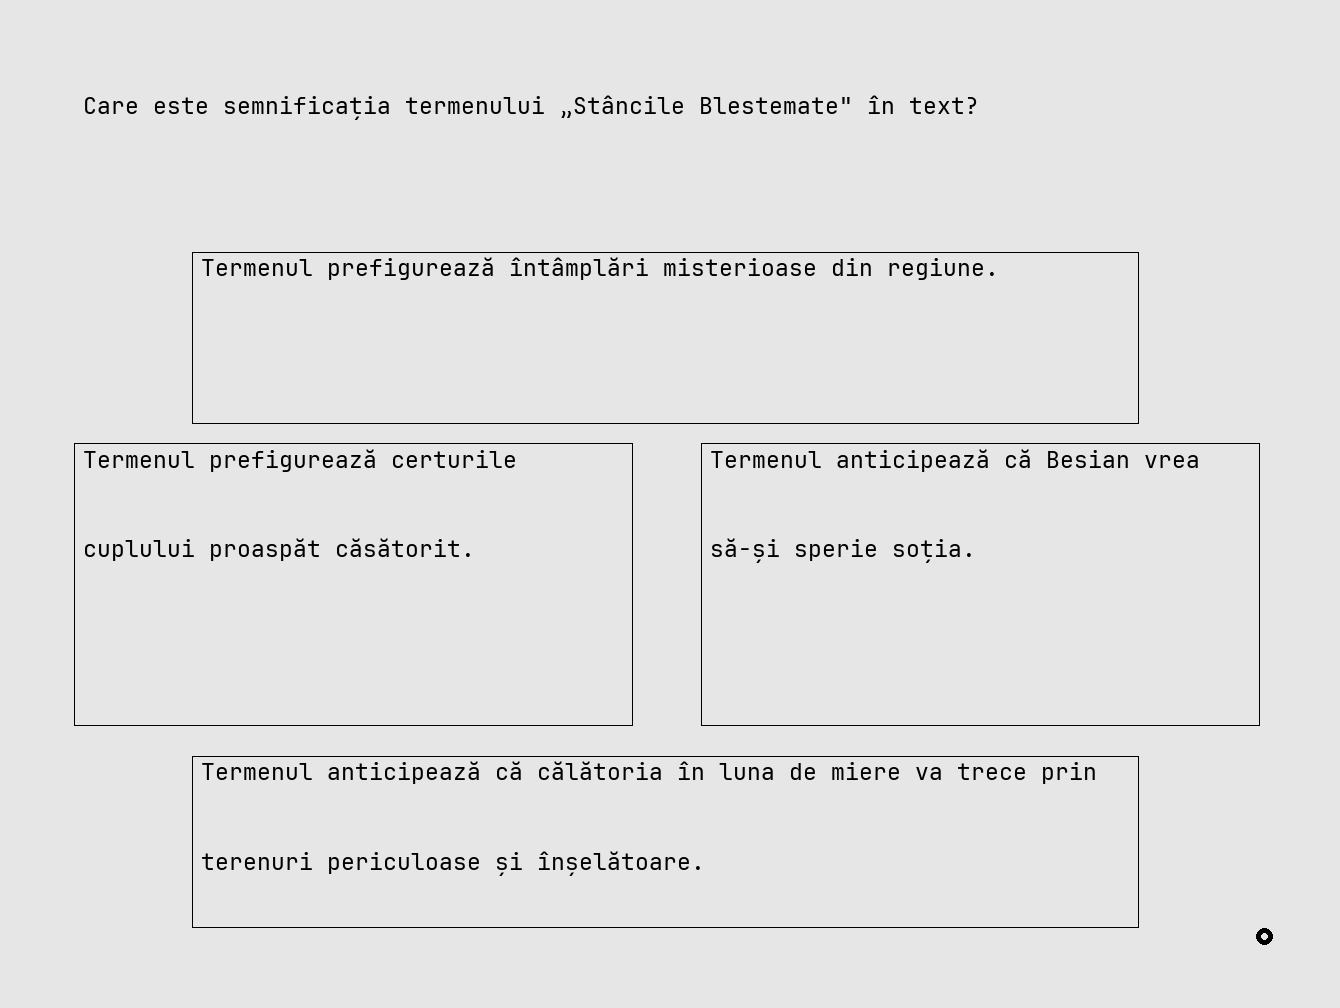 Care este semnificația termenului „Stâncile Blestemate" în text?
Termenul prefigurează întâmplări misterioase din regiune.
Termenul prefigurează certurile
cuplului proaspăt căsătorit.
Termenul anticipează că Besian vrea
să-și sperie soția.
Termenul anticipează că călătoria în luna de miere va trece prin
terenuri periculoase și înșelătoare.